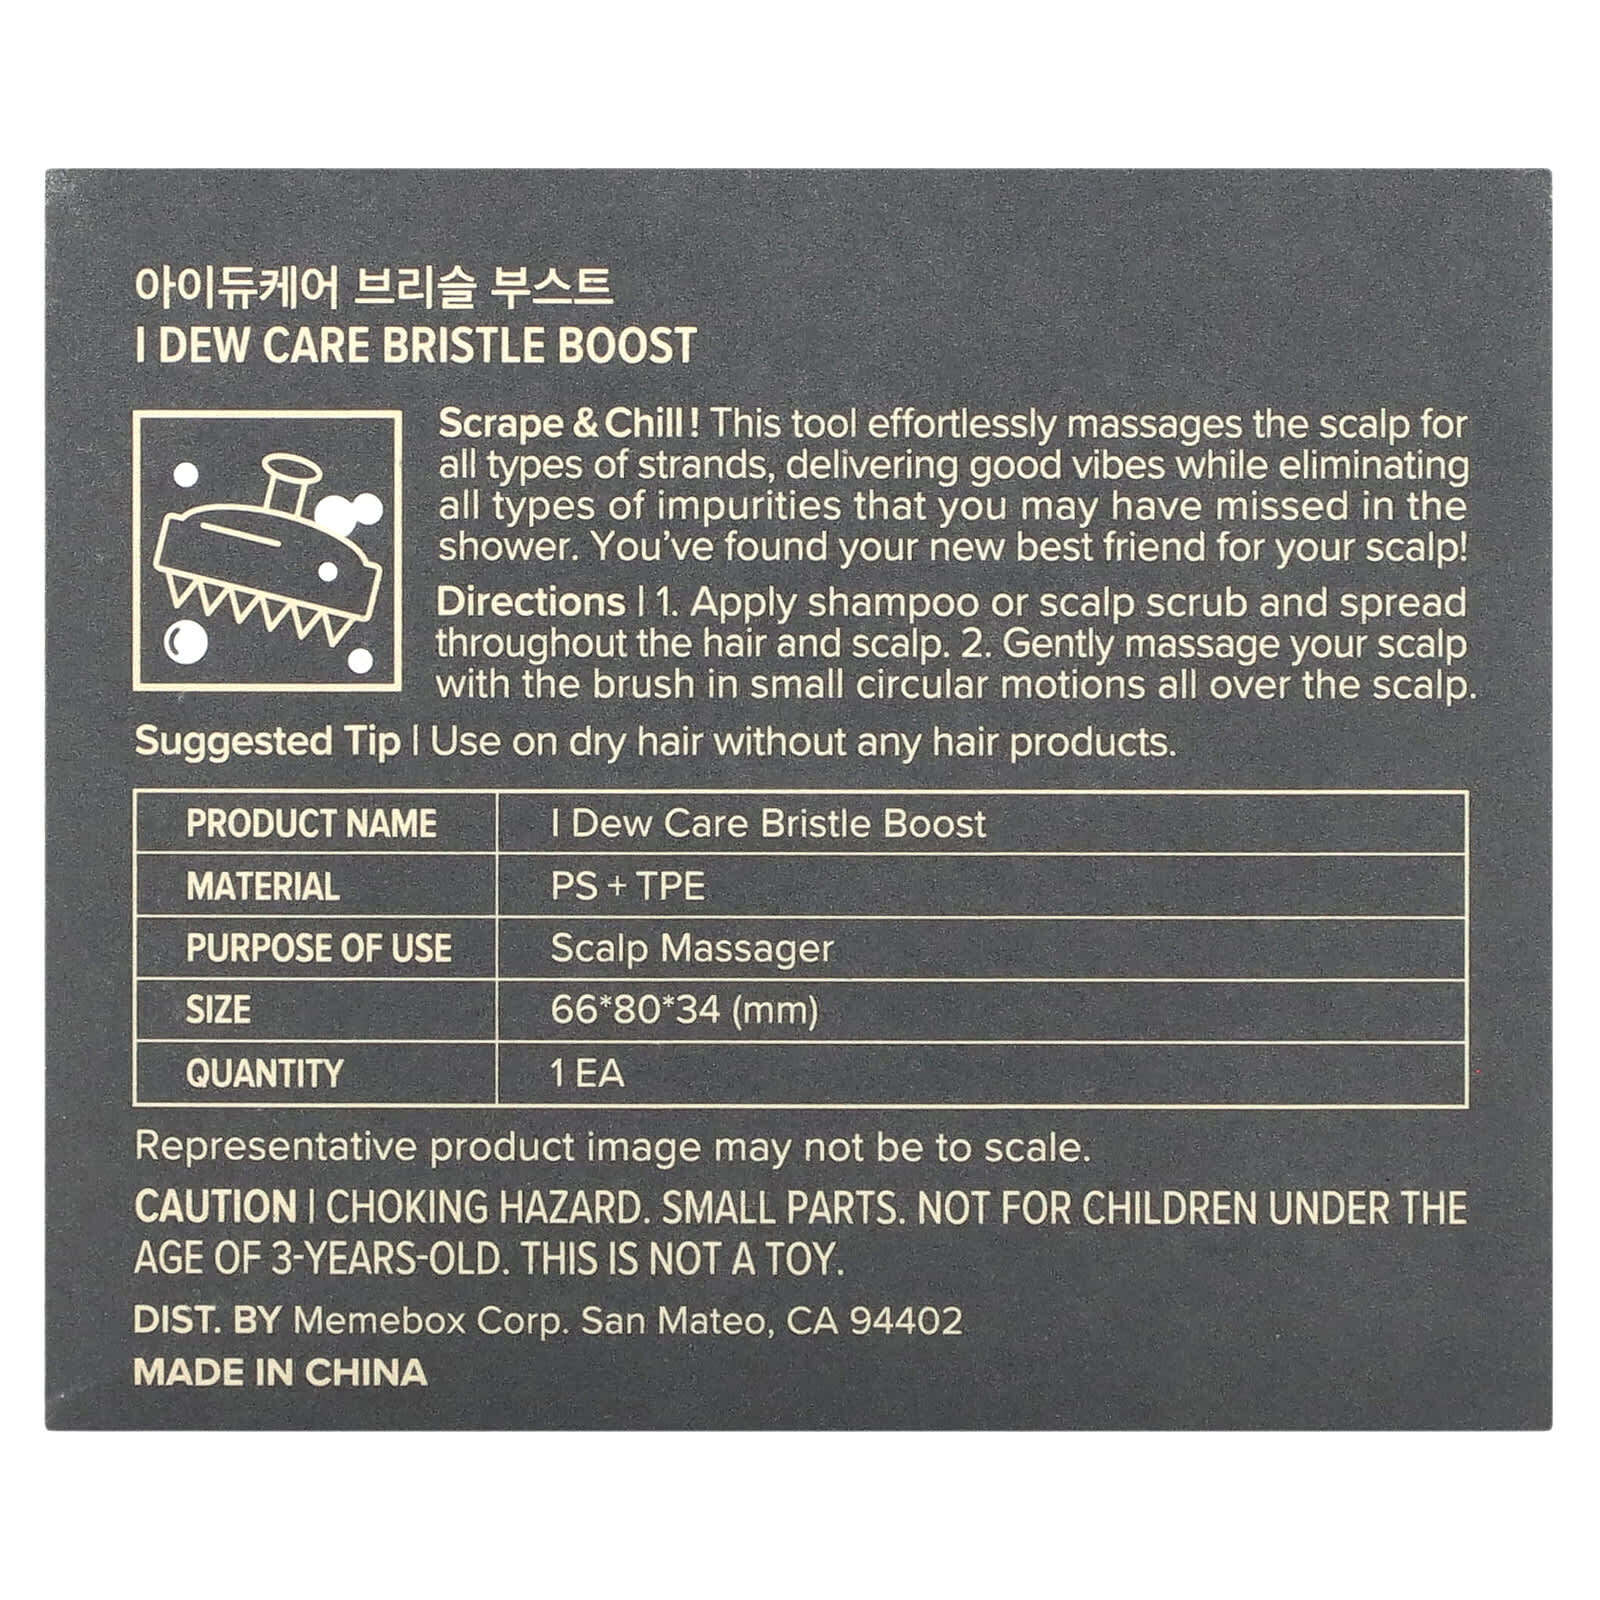 아이듀케어 브리슬 부스트
I DEW CARE BRISTLE BOOST
Scrape & Chill! This tool effortlessly massages the scalp for
all types of strands, delivering good vibes while eliminating
all types of impurities that you may have missed in the
shower. You've found your new best friend for your scalp!
Directions | 1. Apply shampoo or scalp scrub and spread
throughout the hair and scalp. 2. Gently massage your scalp
with the brush in small circular motions all over the scalp.
Suggested Tip | Use on dry hair without any hair products.
PRODUCT NAME I Dew Care Bristle Boost
MATERIAL PS + TPE
PURPOSE OF USE Scalp Massager
SIZE 66*80*34 (mm)
QUANTITY 1 EA
Representative product image may not be to scale.
CAUTION | CHOKING HAZARD. SMALL PARTS. NOT FOR CHILDREN UNDER THE
AGE OF 3-YEARS-OLD. THIS IS NOT A TOY.
DIST. BY Memebox Corp. San Mateo, CA 94402
MADE IN CHINA